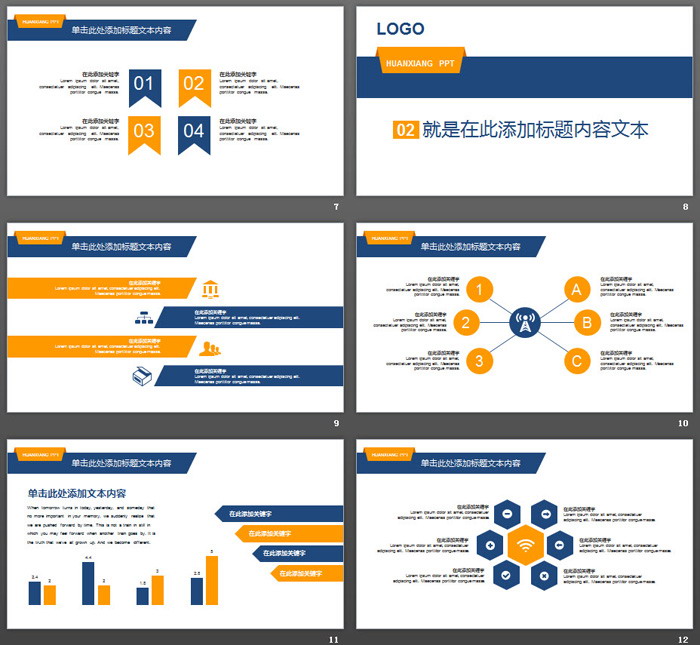 HUANXIANG PPT
单击此处添加标题文本内容
在此添加关键字
Lorem ipsum dolor sit amet,
consectetuer adipiscing elit. Maecenas
porttitor congue massa.
01
02
在此添加关键字
Lorem ipsum dolor sit amet,
consectetuer adipiscing elit. Maecenas
porttitor congue massa.
在此添加关键字
Lorem ipsum dolor sit amet,
consectetuer adipiscing elit. Maecenas
porttitor congue massa.
03
04
在此添加关键字
Lorem ipsum dolor sit amet,
consectetuer adipiscing elit. Maecenas
porttitor congue massa.
7
LOGO
HUANXIANG PPT
02 就是在此添加标题内容文本
8
HUANXIANG PPT
单击此处添加标题文本内容
在此添加关键字
Lorem ipsum dolor sit amet, consectetuer adipiscing elit.
Maecenas porttitor congue massa.
在此添加关键字
Lorem ipsum dolor sit amet, consectetuer adipiscing elit.
Maecenas porttitor congue massa.
在此添加关键字
Lorem ipsum dolor sit amet, consectetuer adipiscing elit.
Maecenas porttitor congue massa.
在此添加关键字
Lorem ipsum dolor sit amet, consectetuer adipiscing elit.
Maecenas porttitor congue massa.
9
HUANXIANG PPT
单击此处添加标题文本内容
在此添加关键字
Lorem ipsum dolor sit amet,
consectetuer adipiscing elit. Maecenas
porttitor congue massa.
1
A
在此添加关键字
Lorem ipsum dolor sit amet,
consectetuer adipiscing elit. Maecenas
porttitor congue massa.
在此添加关键字
Lorem ipsum dolor sit amet,
consectetuer adipiscing elit. Maecenas
porttitor congue massa.
2
B
在此添加关键字
Lorem ipsum dolor sit amet,
consectetuer adipiscing elit. Maecenas
porttitor congue massa.
在此添加关键字
Lorem ipsum dolor sit amet,
consectetuer adipiscing elit. Maecenas
porttitor congue massa.
3
C
在此添加关键字
Lorem ipsum dolor sit amet,
consectetuer adipiscing elit. Maecenas
porttitor congue massa.
10
HUANXIANG PPT
单击此处添加标题文本内容
单击此处添加文本内容
When tomorrow turns in today, yesterday, and someday that
no more important in your memory, we suddenly realize that
we are pushed forward by time. This is not a train in still in
which you may feel forward when another train goes by. It is
the truth that we've all grown up. And we become different.
在此添加关键字
在此添加关键字
在此添加关键字
在此添加关键字
2.4
2
4.4
2
1.8
3
2.8
5
11
HUANXIANG PPT
单击此处添加标题文本内容
在此添加关键字
Lorem ipsum dolor sit amet, consectetuer
adipiscing elit. Maecenas porttitor congue massa.
在此添加关键字
Lorem ipsum dolor sit amet, consectetuer
adipiscing elit. Maecenas porttitor congue massa.
在此添加关键字
Lorem ipsum dolor sit amet, consectetuer
adipiscing elit. Maecenas porttitor congue massa.
在此添加关键字
Lorem ipsum dolor sit amet, consectetuer
adipiscing elit. Maecenas porttitor congue massa.
在此添加关键字
Lorem ipsum dolor sit amet, consectetuer
adipiscing elit. Maecenas porttitor congue massa.
在此添加关键字
Lorem ipsum dolor sit amet, consectetuer
adipiscing elit. Maecenas porttitor congue massa.
12